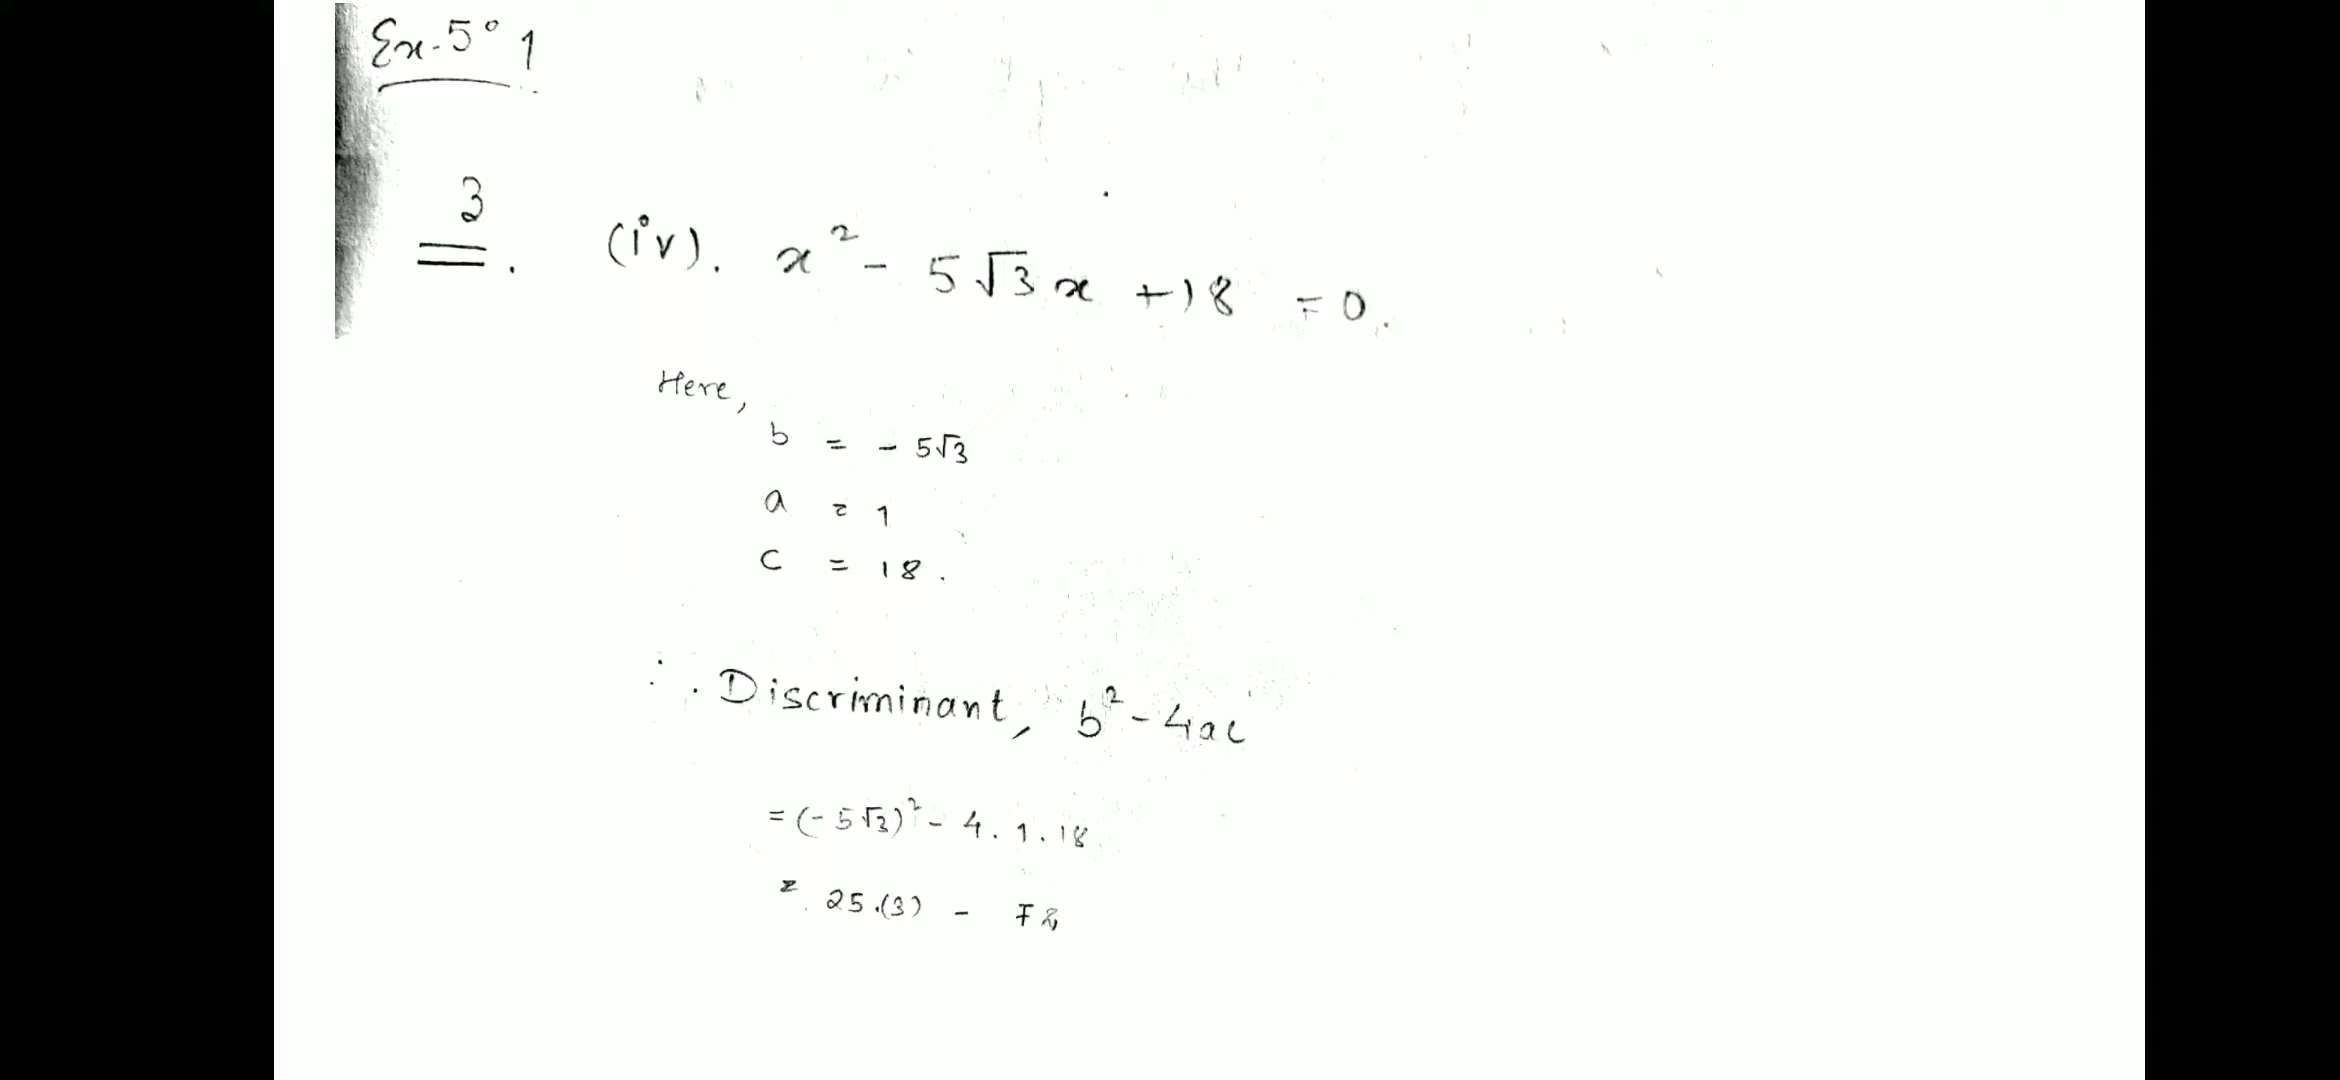 Ex-5.1
3. (iv). x² - 5√3 x + 18 = 0.
Here,
b = - 5√3
a = 1
c = 18.
∴ Discriminant, b² - 4ac
= (- 5√3)² - 4 . 1 . 18
= 25.(3) - 72